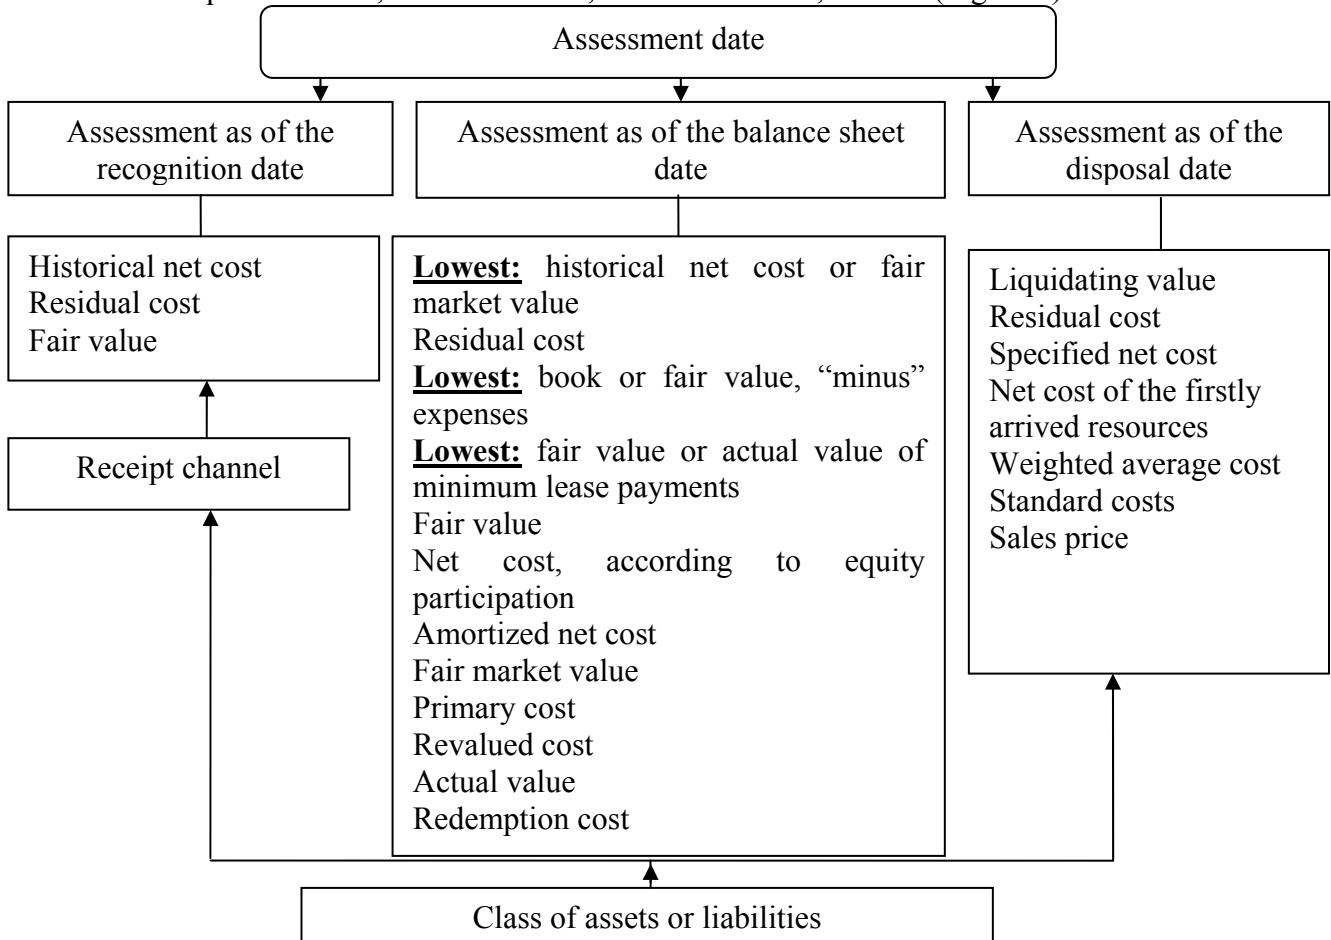 Assessment date
Assessment as of the
recognition date
Assessment as of the balance sheet
date
Assessment as of the
disposal date
Historical net cost
Residual cost
Fair value
Receipt channel
Lowest: historical net cost or fair
market value
Residual cost
Lowest: book or fair value, “minus”
expenses
Lowest: fair value or actual value of
minimum lease payments
Fair value
Net cost, according to equity
participation
Amortized net cost
Fair market value
Primary cost
Revalued cost
Actual value
Redemption cost
Liquidating value
Residual cost
Specified net cost
Net cost of the firstly
arrived resources
Weighted average cost
Standard costs
Sales price
Class of assets or liabilities